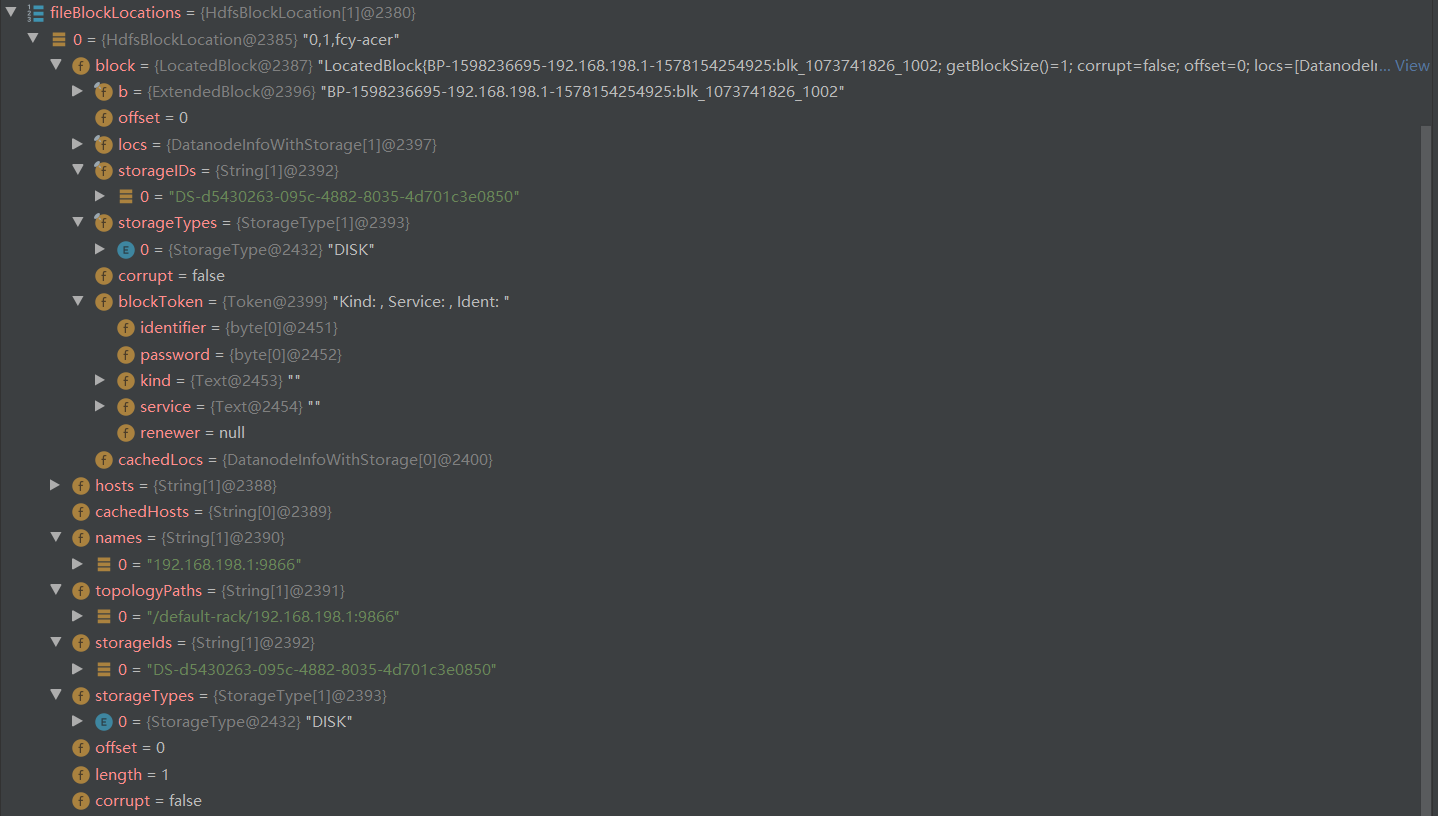 fileBlockLocations = {HdfsBlockLocation[1]@2380}
0 = {HdfsBlockLocation@2385} "0,1,fcy-acer"
block = {LocatedBlock@2387} "LocatedBlock{BP-1598236695-192.168.198.1-1578154254925:blk_1073741826_1002; getBlockSize()=1; corrupt=false; offset=0; locs=[DatanodeIn... View
b = {ExtendedBlock@2396} "BP-1598236695-192.168.198.1-1578154254925:blk_1073741826_1002"
offset = 0
locs = {DatanodeInfoWithStorage[1]@2397}
storageIDs = {String[1]@2392}
0 = "DS-d5430263-095c-4882-8035-4d701c3e0850"
storageTypes = {StorageType[1]@2393}
0 = {StorageType@2432} "DISK"
corrupt = false
blockToken = {Token@2399} "Kind: , Service: , Ident: "
identifier = {byte[0]@2451}
password = {byte[0]@2452}
kind = {Text@2453} ""
service = {Text@2454} ""
renewer = null
cachedLocs = {DatanodeInfoWithStorage[0]@2400}
hosts = {String[1]@2388}
cachedHosts = {String[0]@2389}
names = {String[1]@2390}
0 = "192.168.198.1:9866"
topologyPaths = {String[1]@2391}
0 = "/default-rack/192.168.198.1:9866"
storageIds = {String[1]@2392}
0 = "DS-d5430263-095c-4882-8035-4d701c3e0850"
storageTypes = {StorageType[1]@2393}
0 = {StorageType@2432} "DISK"
offset = 0
length = 1
corrupt = false